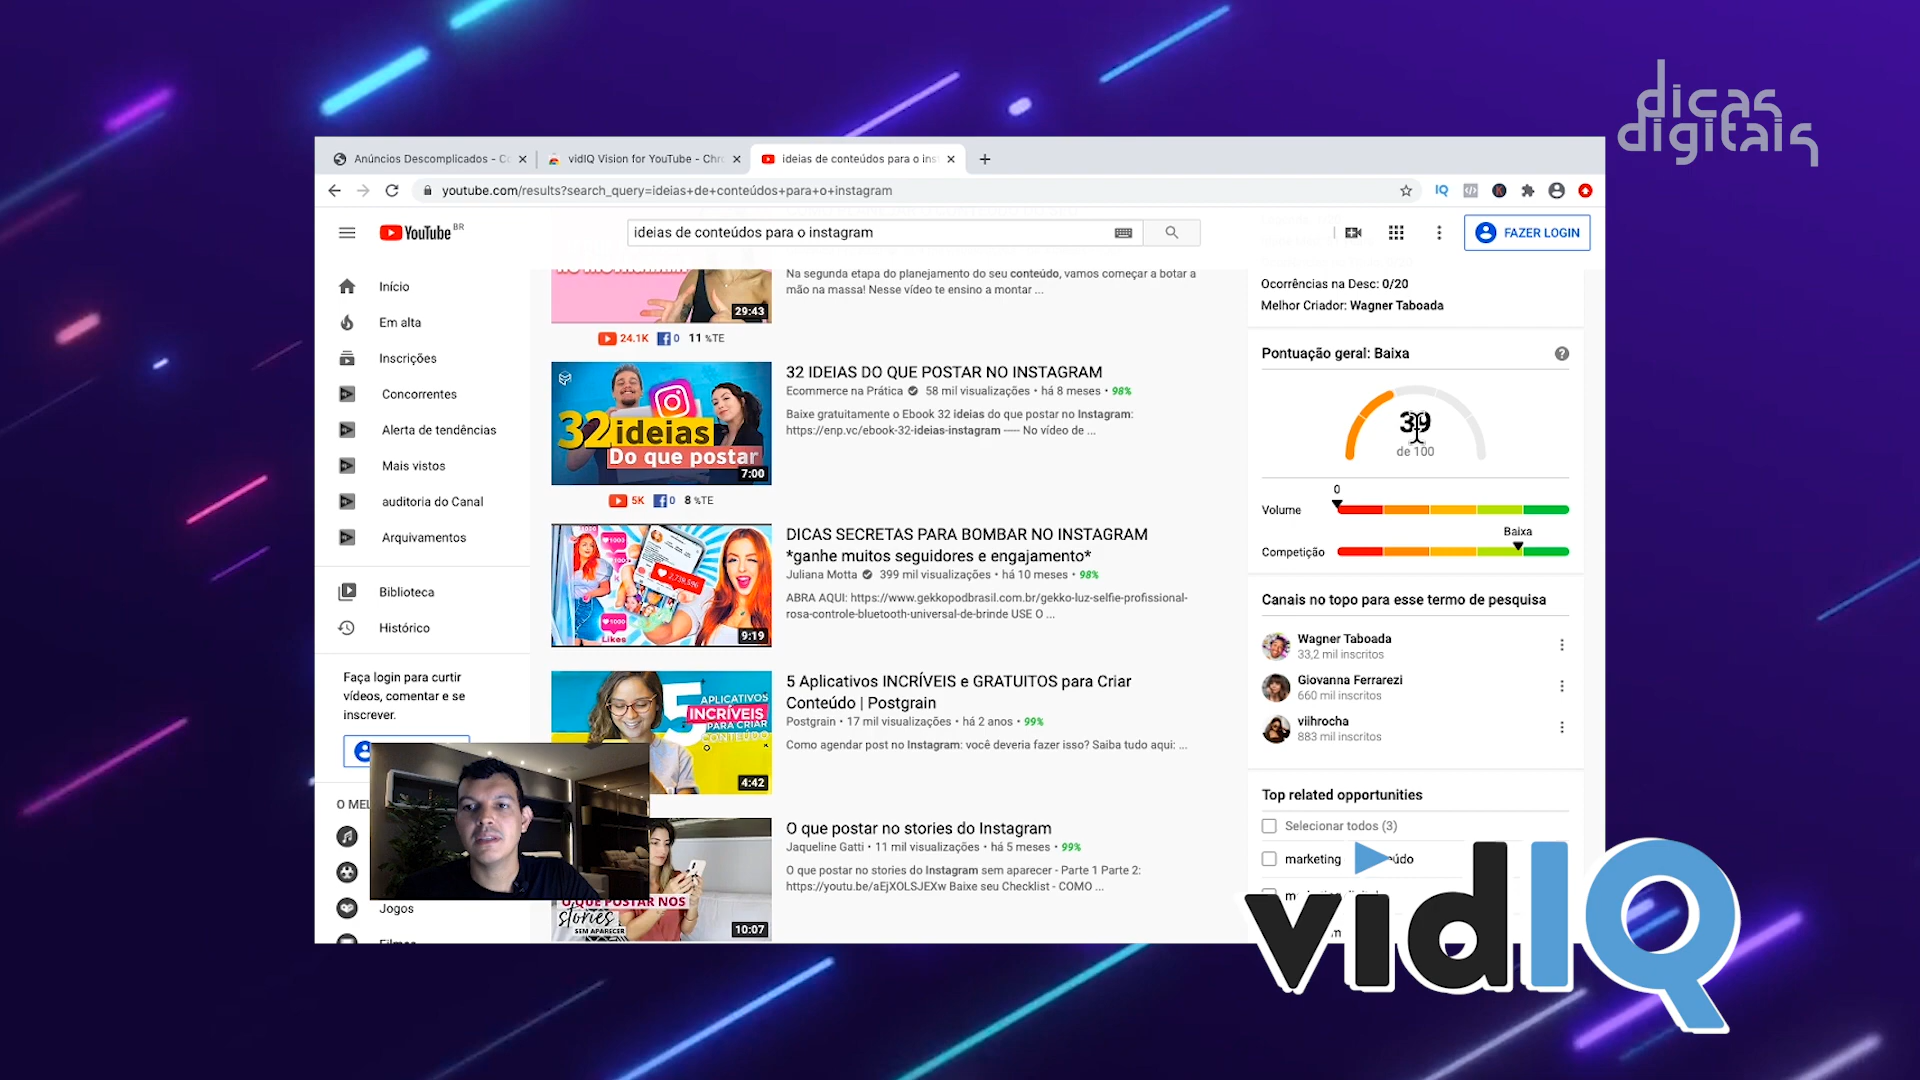 dicas
digitais
Anúncios Descomplicados - C
vidIQ Vision for YouTube - Chr
ideias de conteúdos para o ins
youtube.com/results?search_query=ideias+de+conteúdos+para+o+instagram
IQ
YouTube BR
ideias de conteúdos para o instagram
FAZER LOGIN
Início
Em alta
Inscrições
Concorrentes
Alerta de tendências
Mais vistos
auditoria do Canal
Arquivamentos
Biblioteca
Histórico
Faça login para curtir
vídeos, comentar e se
inscrever.
O MEL
Jogos
Na segunda etapa do planejamento do seu conteúdo, vamos começar a botar a
mão na massa! Nesse vídeo te ensino a montar ...
29:43
24.1K 0 11 %TE
32 ideias
Do que postar
7:00
32 IDEIAS DO QUE POSTAR NO INSTAGRAM
Ecommerce na Prática 58 mil visualizações • há 8 meses • 98%
Baixe gratuitamente o Ebook 32 ideias do que postar no Instagram:
https://enp.vc/ebook-32-ideias-instagram ----- No vídeo de ...
5K 0 8 %TE
Likes
9:19
DICAS SECRETAS PARA BOMBAR NO INSTAGRAM
*ganhe muitos seguidores e engajamento*
Juliana Motta 399 mil visualizações • há 10 meses • 98%
ABRA AQUI: https://www.gekkopodbrasil.com.br/gekko-luz-selfie-profissional-
rosa-controle-bluetooth-universal-de-brinde USE O ...
5 APLICATIVOS
INCRÍVEIS
PARA CRIAR
CONTEÚDO
4:42
5 Aplicativos INCRÍVEIS e GRATUITOS para Criar
Conteúdo | Postgrain
Postgrain • 17 mil visualizações • há 2 anos • 99%
Como agendar post no Instagram: você deveria fazer isso? Saiba tudo aqui: ...
O QUE POSTAR NOS
stories
SEM APARECER
10:07
O que postar no stories do Instagram
Jaqueline Gatti • 11 mil visualizações • há 5 meses • 99%
O que postar no stories do Instagram sem aparecer - Parte 1 Parte 2:
https://youtu.be/aEjXOLSJEXw Baixe seu Checklist - COMO ...
Ocorrências na Desc: 0/20
Melhor Criador: Wagner Taboada
Pontuação geral: Baixa
39
de 100
0
Volume
Baixa
Competição
Canais no topo para esse termo de pesquisa
Wagner Taboada
33,2 mil inscritos
Giovanna Ferrarezi
660 mil inscritos
viihrocha
883 mil inscritos
Top related opportunities
Selecionar todos (3)
marketing
vidIQ